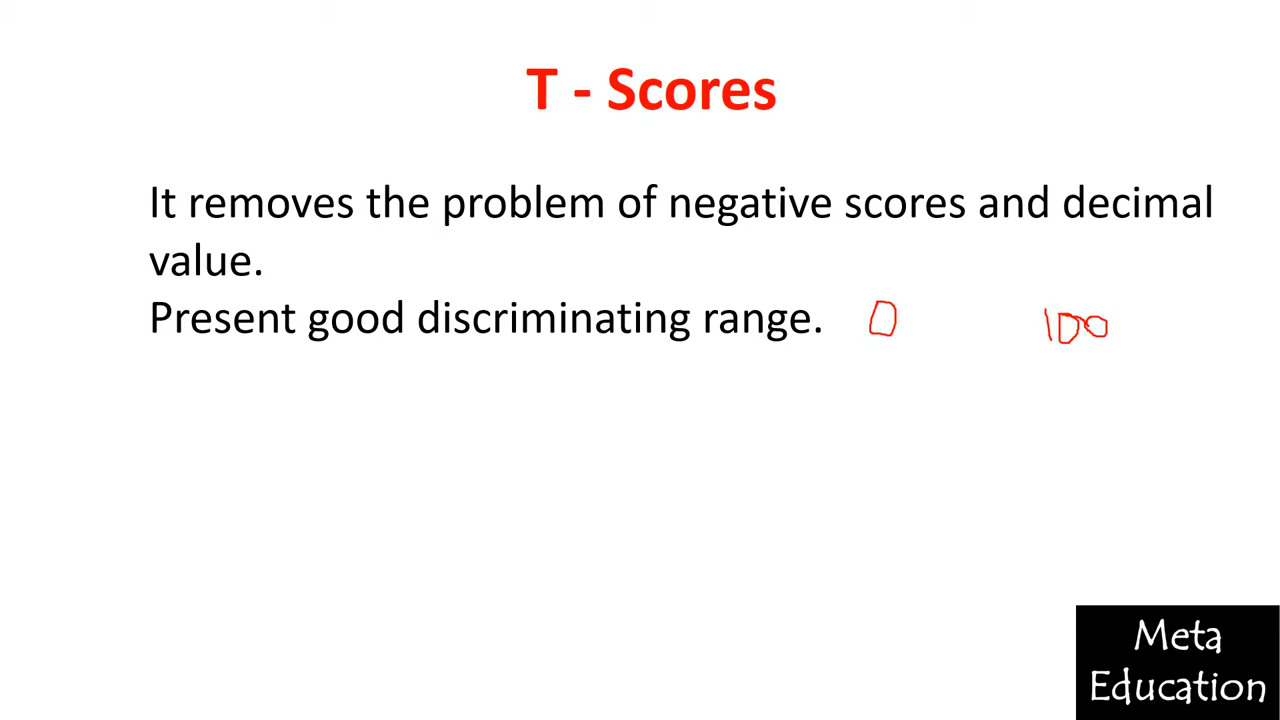 T - Scores
It removes the problem of negative scores and decimal
value.
Present good discriminating range. 0 100
Meta
Education